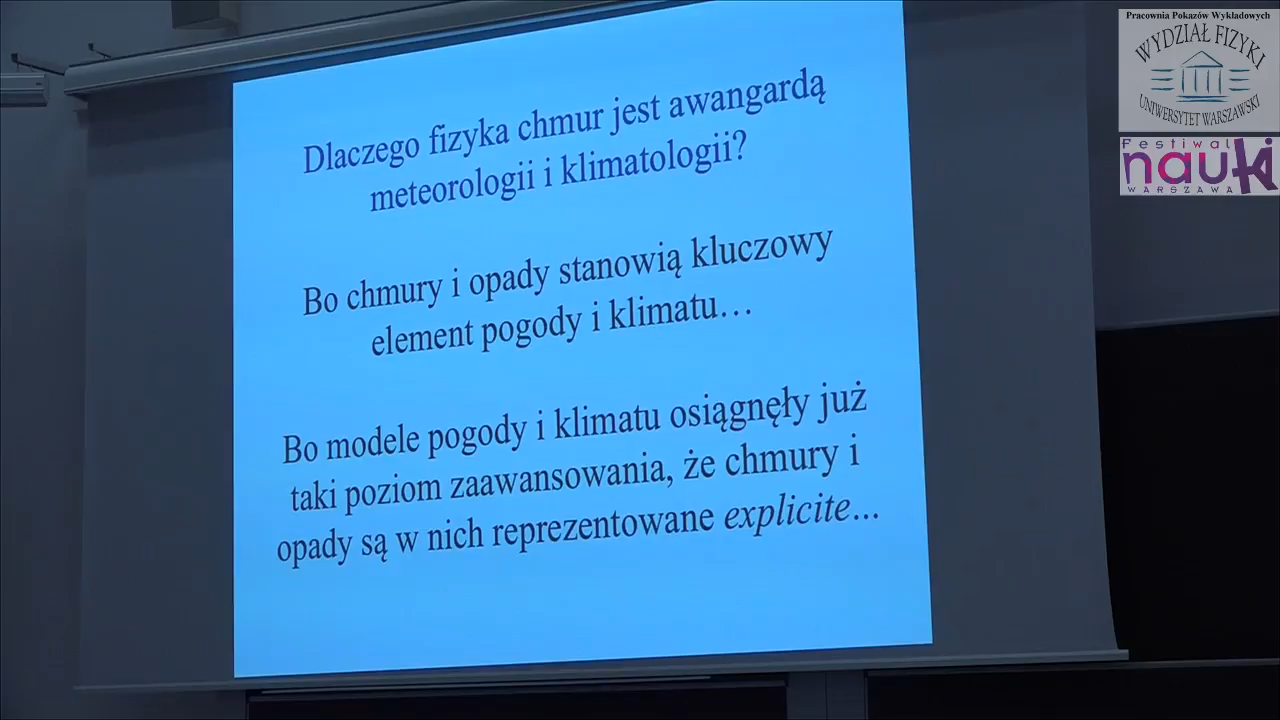 Dlaczego fizyka chmur jest awangardą
meteorologii i klimatologii?
Bo chmury i opady stanowią kluczowy
element pogody i klimatu…
Bo modele pogody i klimatu osiągnęły już
taki poziom zaawansowania, że chmury i
opady są w nich reprezentowane explicite...
Pracownia Pokazów Wykładowych
WYDZIAŁ FIZYKI
UNIWERSYTET WARSZAWSKI
Festiwal
nauki
WARSZAWA